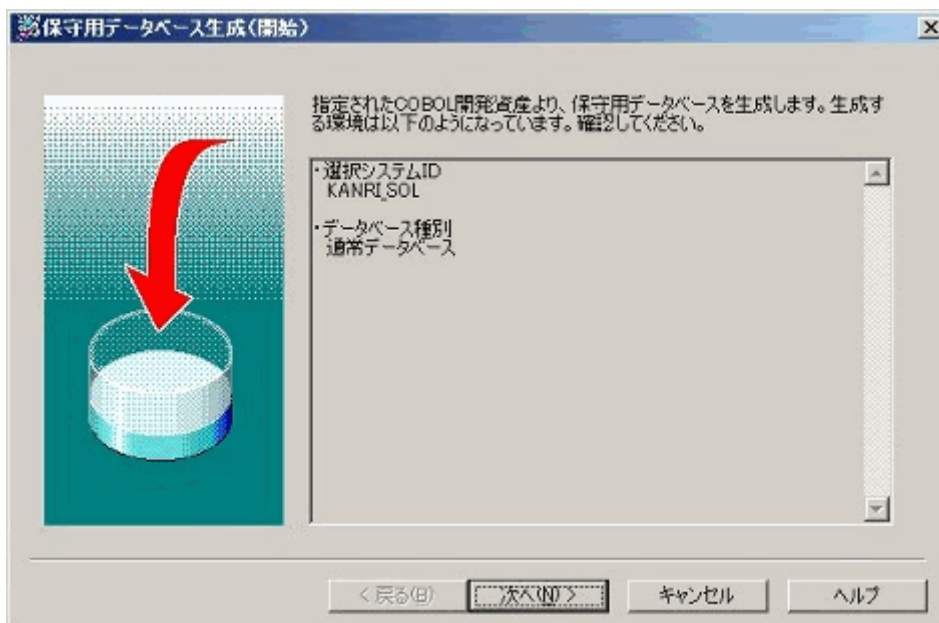 保守用データベース生成(開始)
指定されたCOBOL開発資産より、保守用データベースを生成します。生成す
る環境は以下のようになっています。確認してください。
・選択システムID
KANRI_SOL
・データベース種別
通常データベース
< 戻る(B)
次へ(N) >
キャンセル
ヘルプ